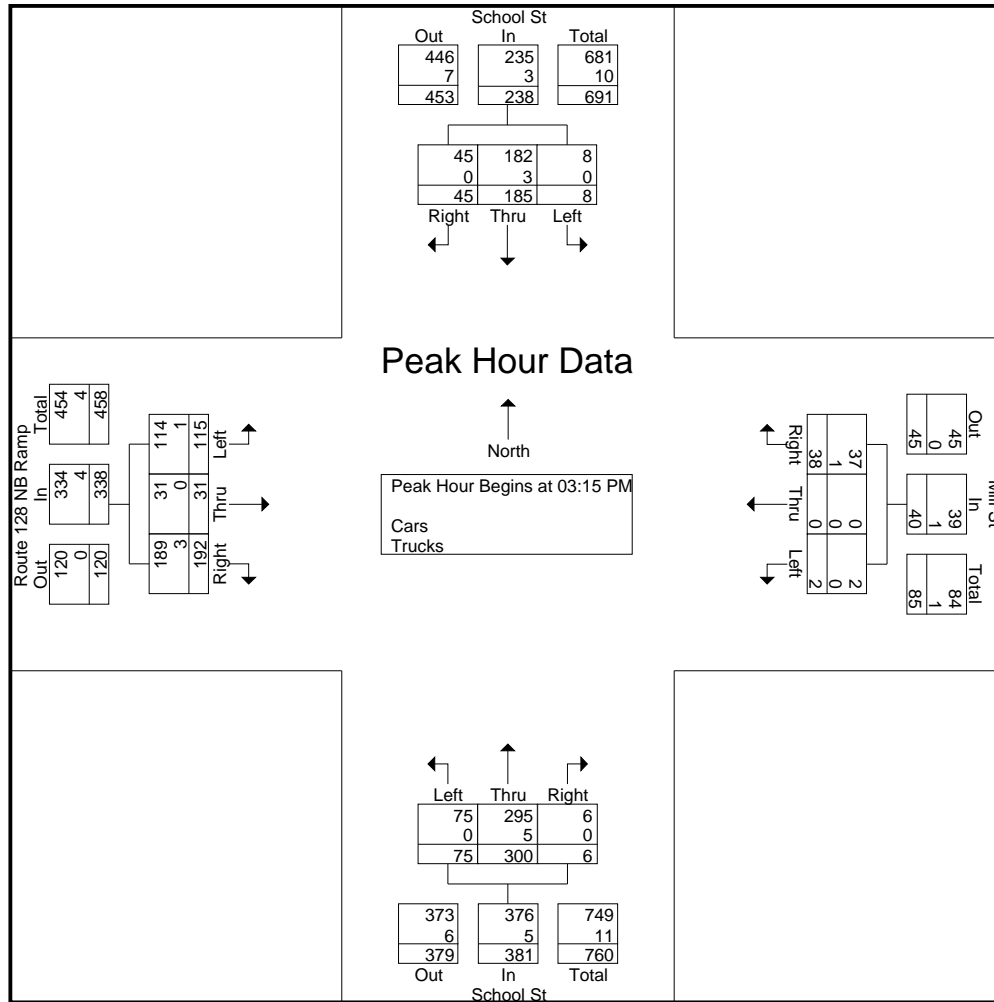 School St
Out In Total
446 235 681
7 3 10
453 238 691
45 182 8
0 3 0
45 185 8
Right Thru Left
Peak Hour Data
North
Peak Hour Begins at 03:15 PM
Cars
Trucks
Route 128 NB Ramp
Out In Total
120 334 454
0 4 4
120 338 458
189 31 114
3 0 1
192 31 115
Right Thru Left
Out In Total
45 39 84
0 1 1
45 40 85
37 0 2
1 0 0
38 0 2
Right Thru Left
Left Thru Right
75 295 6
0 5 0
75 300 6
373 376 749
6 5 11
379 381 760
Out In Total
School St